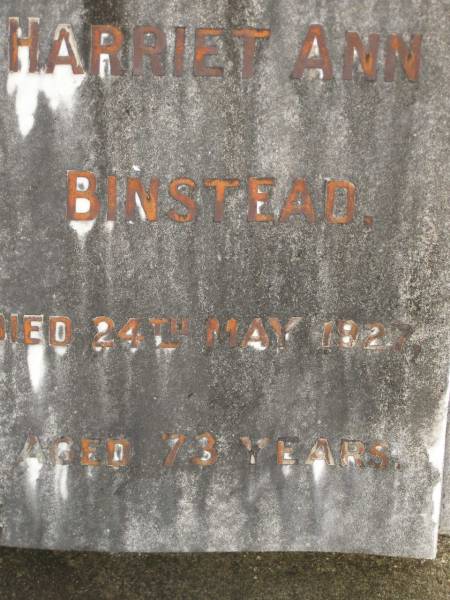 HARRIET ANN
BINSTEAD,
DIED 24TH MAY 1927,
AGED 73 YEARS.